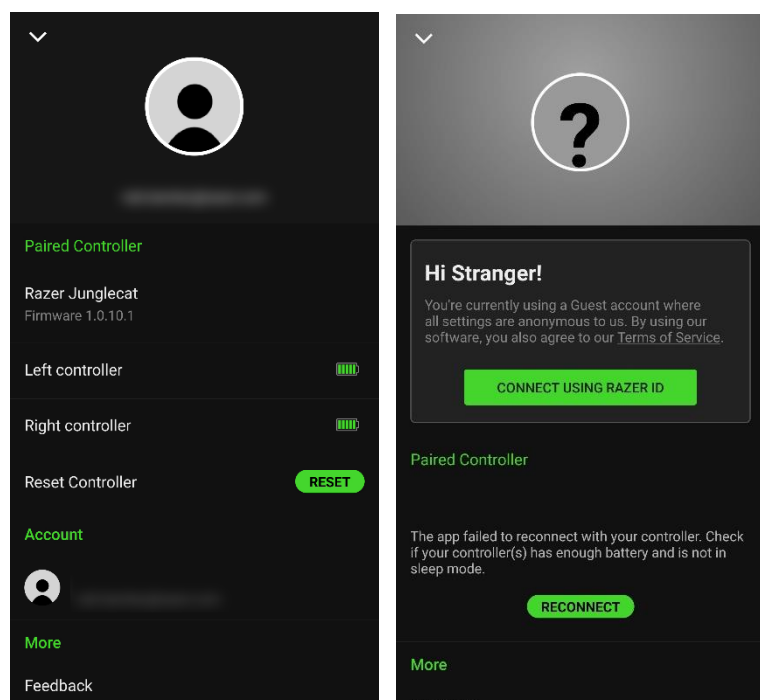 Paired Controller
Razer Junglecat
Firmware 1.0.10.1
Left controller
Right controller
Reset Controller
RESET
Account
More
Feedback
?
Hi Stranger!
You're currently using a Guest account where
all settings are anonymous to us. By using our
software, you also agree to our Terms of Service.
CONNECT USING RAZER ID
Paired Controller
The app failed to reconnect with your controller. Check
if your controller(s) has enough battery and is not in
sleep mode.
RECONNECT
More